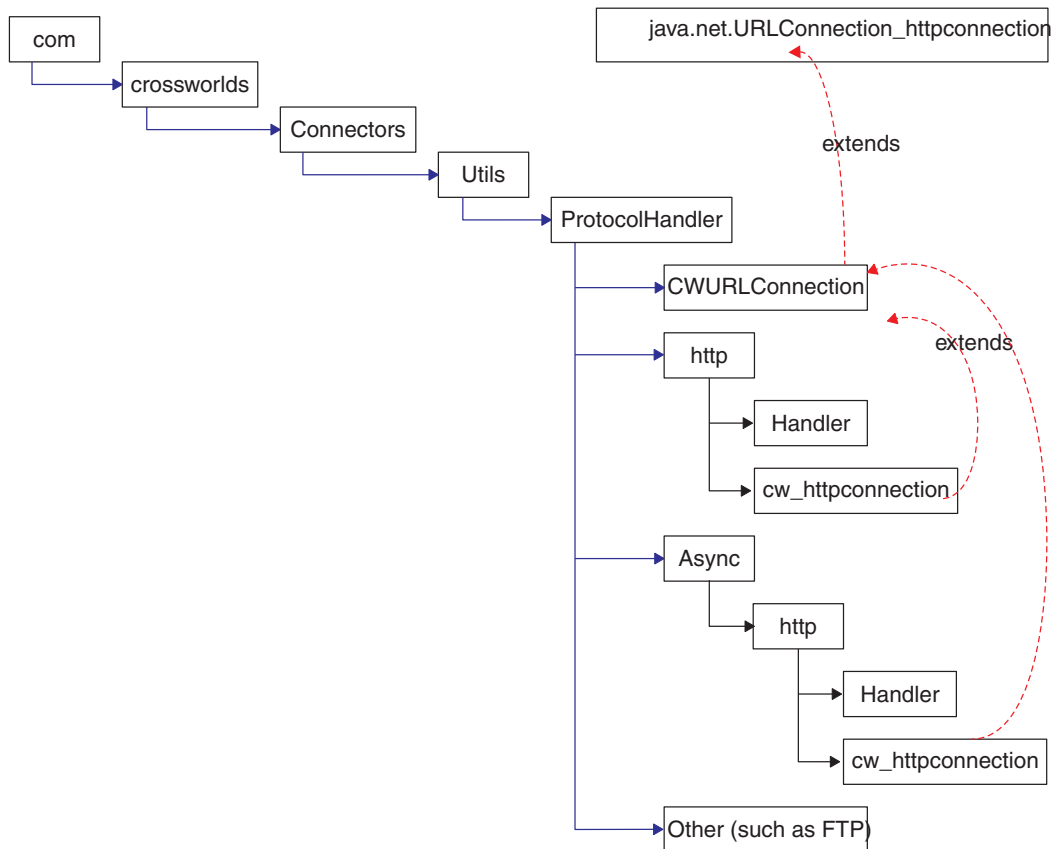 com
java.net.URLConnection_httpconnection
crossworlds
Connectors
extends
Utils
ProtocolHandler
CWURLConnection
extends
http
Handler
cw_httpconnection
Async
http
Handler
cw_httpconnection
Other (such as FTP)